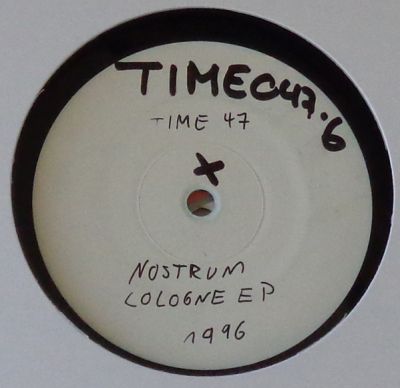 TIME047.6
TIME 47
X
NOSTRUM
COLOGNE EP
1996